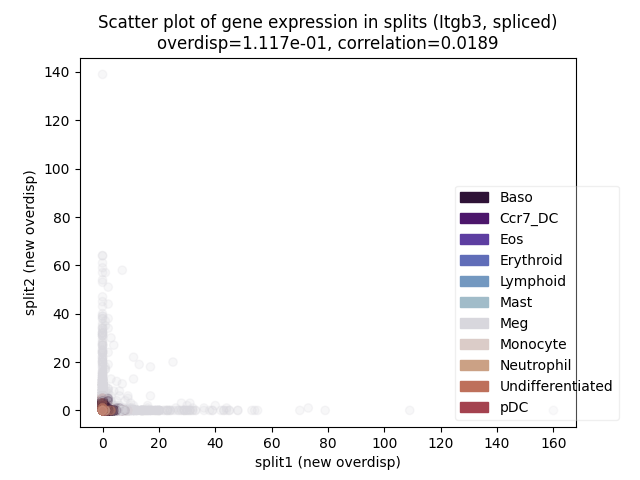 Scatter plot of gene expression in splits (Itgb3, spliced)
overdisp=1.117e-01, correlation=0.0189
140
120
100
80
60
40
20
0
split2 (new overdisp)
Baso
Ccr7_DC
Eos
Erythroid
Lymphoid
Mast
Meg
Monocyte
Neutrophil
Undifferentiated
pDC
0 20 40 60 80 100 120 140 160
split1 (new overdisp)